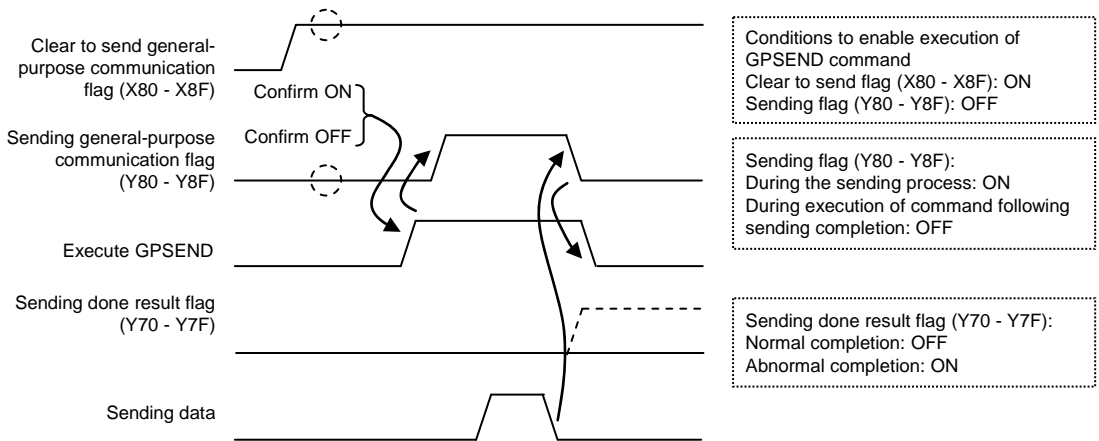 Clear to send general-
purpose communication
flag (X80 - X8F)
Confirm ON
Confirm OFF
Sending general-purpose
communication flag
(Y80 - Y8F)
Execute GPSEND
Sending done result flag
(Y70 - Y7F)
Sending data
Conditions to enable execution of
GPSEND command
Clear to send flag (X80 - X8F): ON
Sending flag (Y80 - Y8F): OFF
Sending flag (Y80 - Y8F):
During the sending process: ON
During execution of command following
sending completion: OFF
Sending done result flag (Y70 - Y7F):
Normal completion: OFF
Abnormal completion: ON